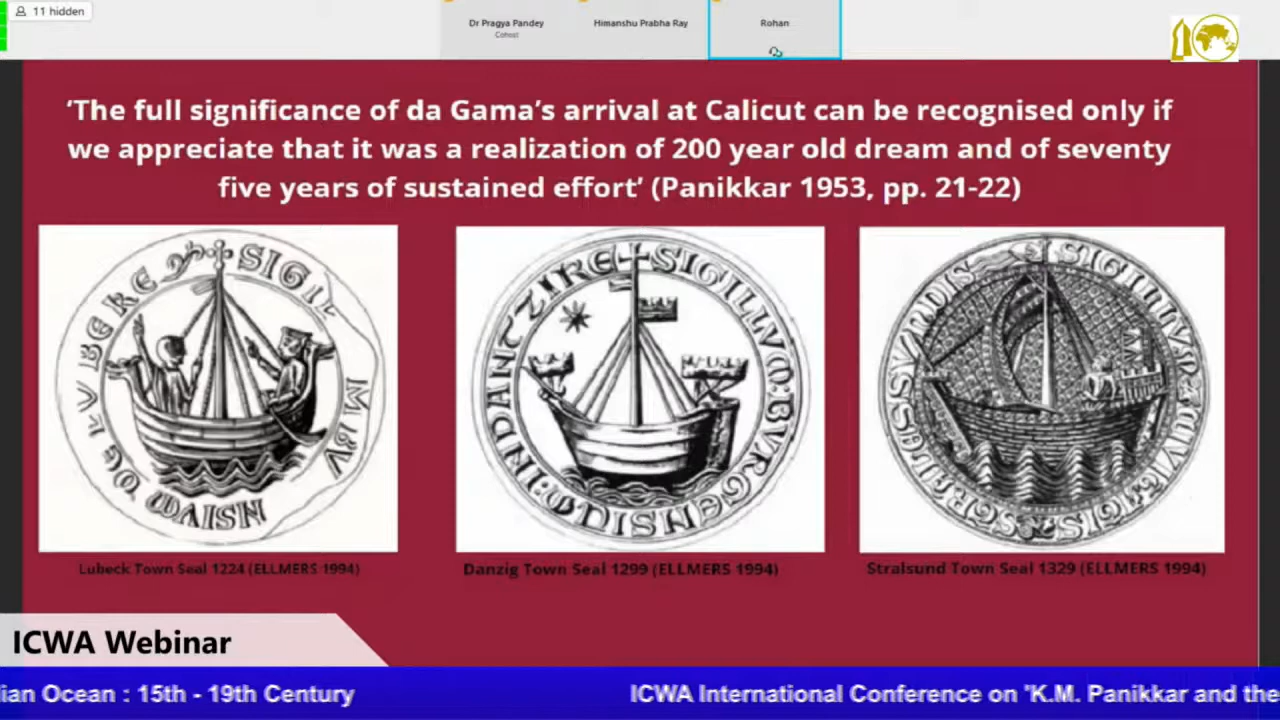 11 hidden
Dr Pragya Pandey
Cohost
Himanshu Prabha Ray
Rohan
‘The full significance of da Gama’s arrival at Calicut can be recognised only if
we appreciate that it was a realization of 200 year old dream and of seventy
five years of sustained effort’ (Panikkar 1953, pp. 21-22)
Lubeck Town Seal 1224 (ELLMERS 1994)
Danzig Town Seal 1299 (ELLMERS 1994)
Stralsund Town Seal 1329 (ELLMERS 1994)
ICWA Webinar
ian Ocean : 15th - 19th Century
ICWA International Conference on 'K.M. Panikkar and the